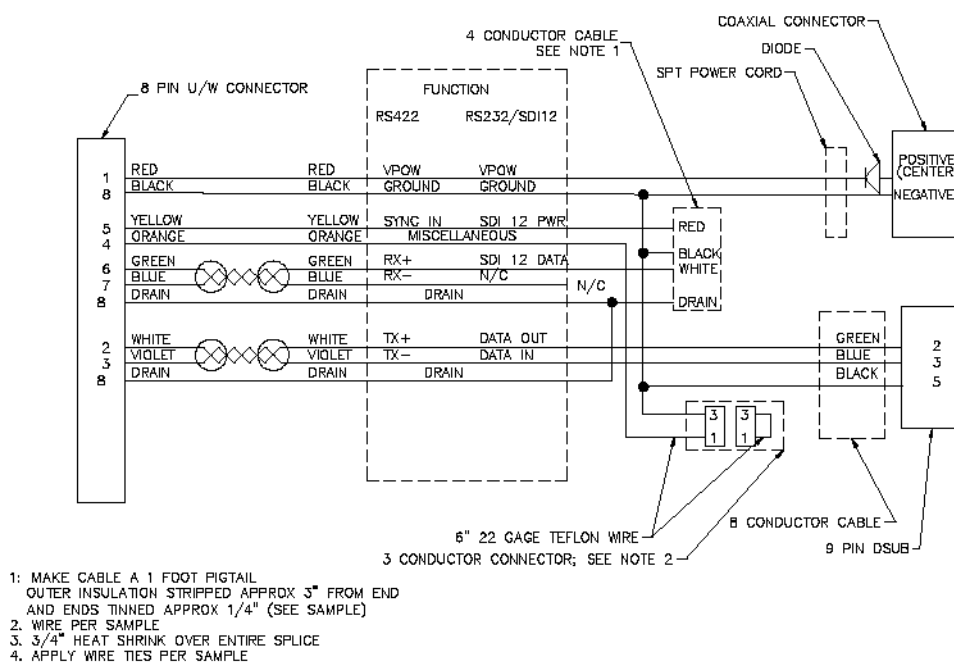 COAXIAL CONNECTOR
4 CONDUCTOR CABLE
SEE NOTE 1
DIODE
SPT POWER CORD
8 PIN U/W CONNECTOR
FUNCTION
RS422 RS232/SDI12
1 RED RED VPOW VPOW POSITIVE
(CENTER
8 BLACK BLACK GROUND GROUND NEGATIVE
5 YELLOW YELLOW SYNC IN SDI 12 PWR RED
4 ORANGE ORANGE MISCELLANEOUS
BLACK
6 GREEN GREEN RX+ SDI 12 DATA WHITE
7 BLUE BLUE RX- N/C N/C
8 DRAIN DRAIN DRAIN DRAIN
2 WHITE WHITE TX+ DATA OUT GREEN 2
3 VIOLET VIOLET TX- DATA IN BLUE 3
8 DRAIN DRAIN DRAIN BLACK 5
3 3
1 1
6" 22 GAGE TEFLON WIRE
8 CONDUCTOR CABLE
3 CONDUCTOR CONNECTOR; SEE NOTE 2
9 PIN DSUB
1: MAKE CABLE A 1 FOOT PIGTAIL
OUTER INSULATION STRIPPED APPROX 3" FROM END
AND ENDS TINNED APPROX 1/4" (SEE SAMPLE)
2. WIRE PER SAMPLE
3. 3/4" HEAT SHRINK OVER ENTIRE SPLICE
4. APPLY WIRE TIES PER SAMPLE